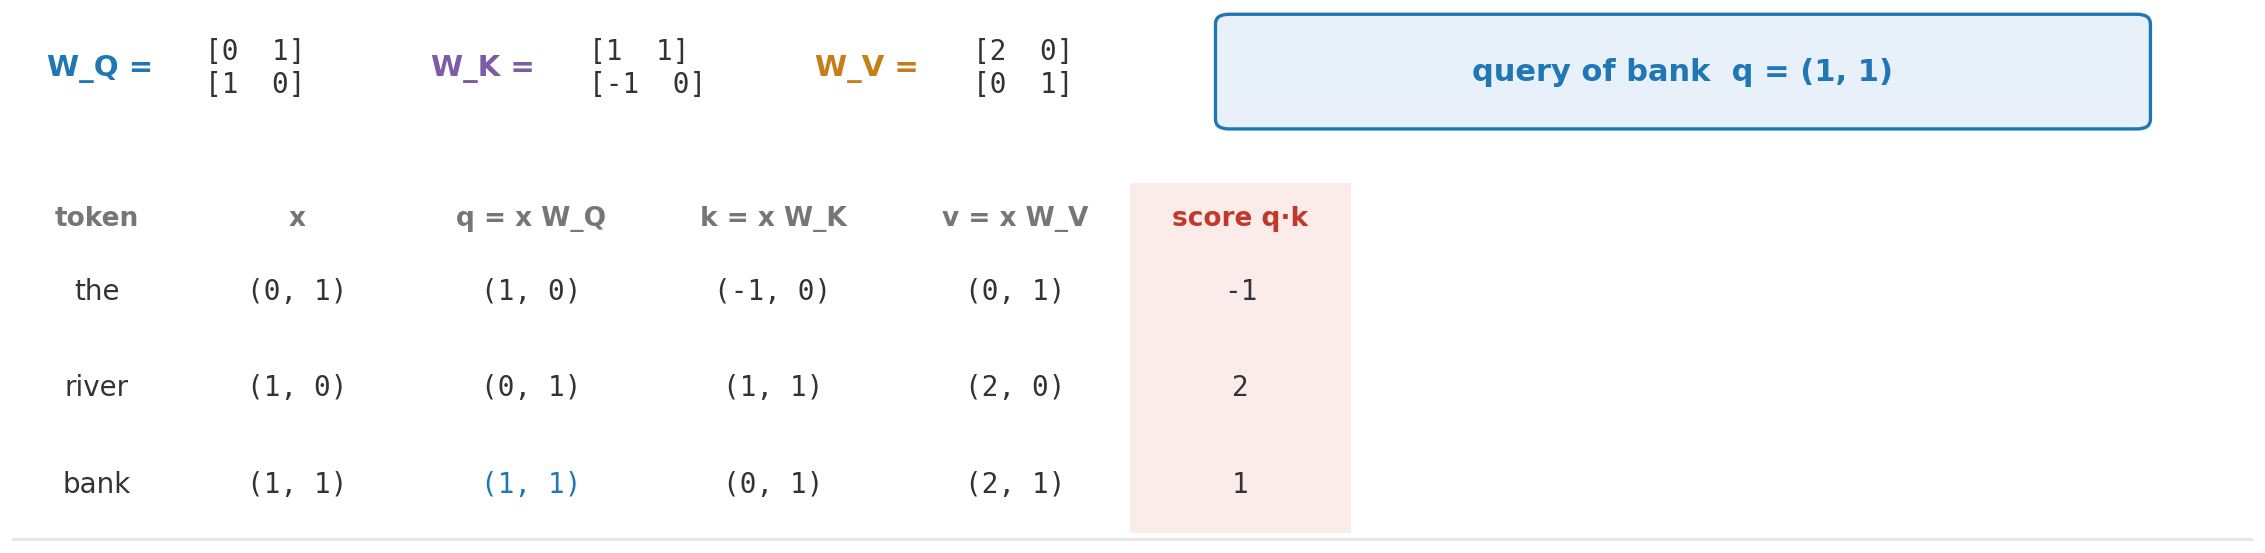 W_Q = [0  1]
[1  0]
W_K = [1  1]
[-1  0]
W_V = [2  0]
[0  1]
query of bank  q = (1, 1)
token x q = x W_Q k = x W_K v = x W_V score q·k
the (0, 1) (1, 0) (-1, 0) (0, 1) -1
river (1, 0) (0, 1) (1, 1) (2, 0) 2
bank (1, 1) (1, 1) (0, 1) (2, 1) 1